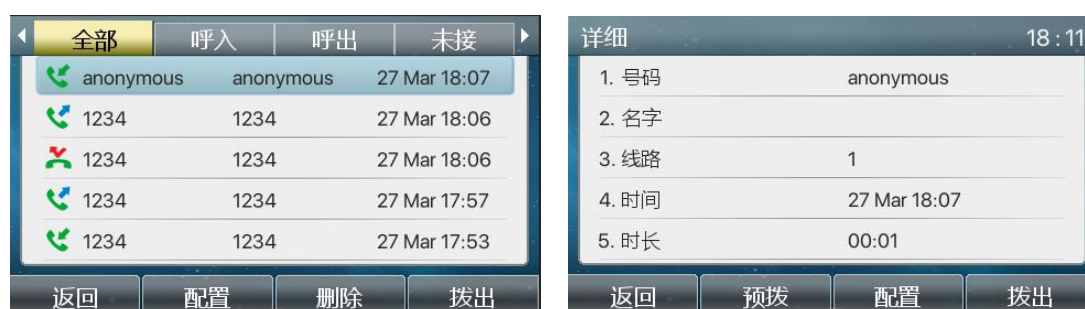 全部 呼入 呼出 未接
anonymous anonymous 27 Mar 18:07
1234 1234 27 Mar 18:06
1234 1234 27 Mar 18:06
1234 1234 27 Mar 17:57
1234 1234 27 Mar 17:53
返回 配置 删除 拨出
详细 18:11
1. 号码 anonymous
2. 名字
3. 线路 1
4. 时间 27 Mar 18:07
5. 时长 00:01
返回 预拨 配置 拨出